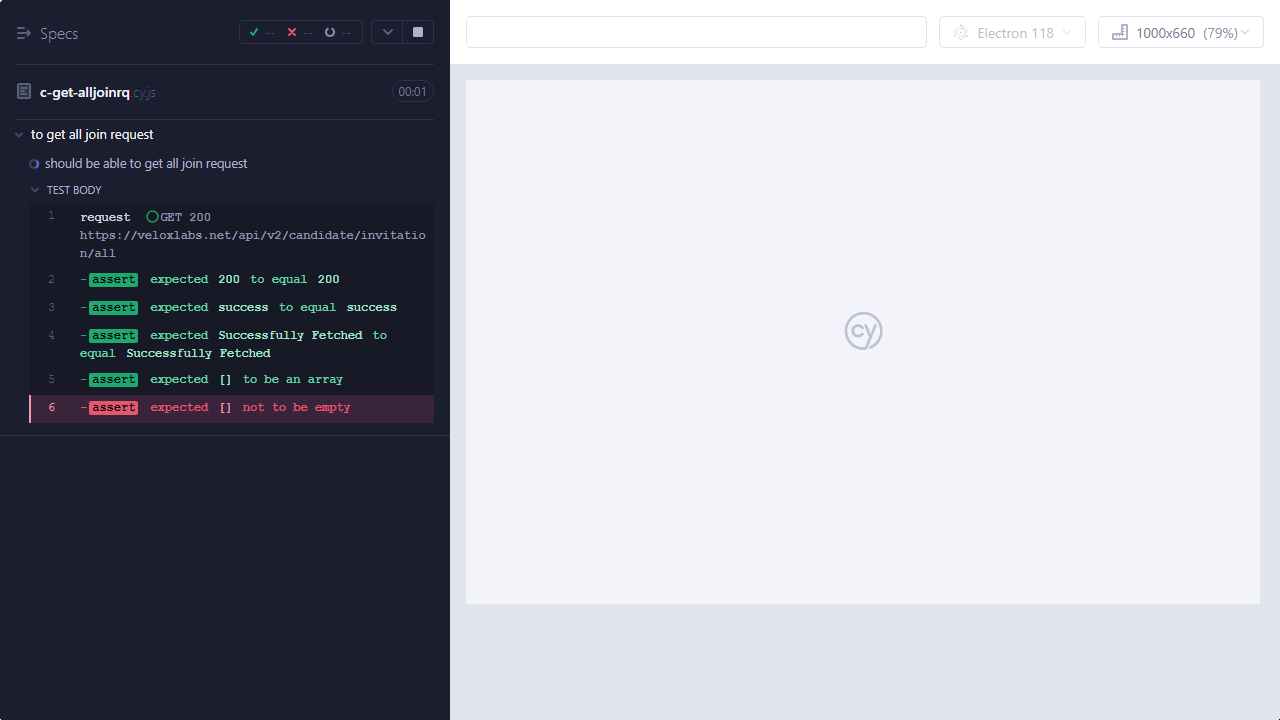 Specs
-- -- --
Electron 118
1000x660 (79%)
c-get-alljoinrq.cy.js
00:01
to get all join request
should be able to get all join request
TEST BODY
1 request GET 200
https://veloxlabs.net/api/v2/candidate/invitatio
n/all
2 -assert expected 200 to equal 200
3 -assert expected success to equal success
4 -assert expected Successfully Fetched to
equal Successfully Fetched
5 -assert expected [] to be an array
6 -assert expected [] not to be empty
cy